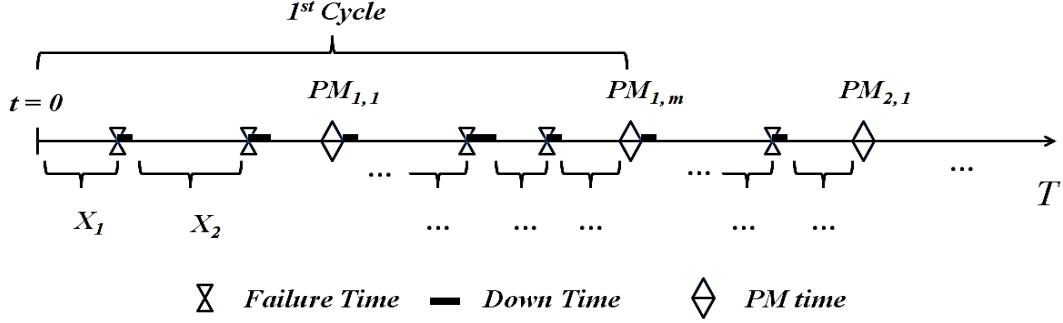 1st Cycle
t = 0
PM1,1
PM1,m
PM2,1
...
...
...
T
X1
X2
...
...
...
...
...
Failure Time
Down Time
PM time